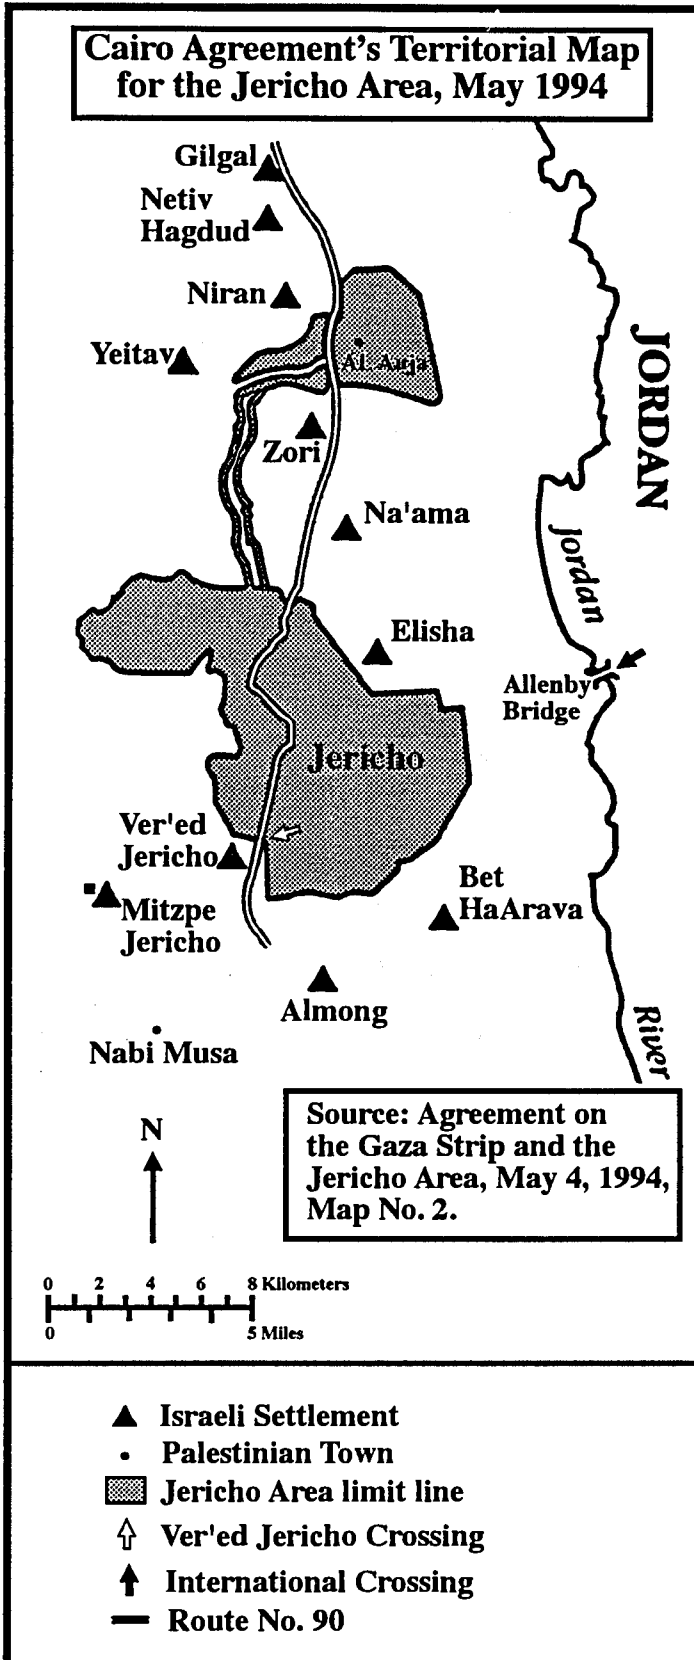 Cairo Agreement's Territorial Map
for the Jericho Area, May 1994
Gilgal
Netiv
Hagdud
Niran
Yeitav
AL Auja
Zori
Na'ama
JORDAN
Jordan
Elisha
Allenby
Bridge
Jericho
Ver'ed
Jericho
Mitzpe
Jericho
Bet
HaArava
Almong
Nabi Musa
River
N
Source: Agreement on
the Gaza Strip and the
Jericho Area, May 4, 1994,
Map No. 2.
0 2 4 6 8 Kilometers
0 5 Miles
Israeli Settlement
Palestinian Town
Jericho Area limit line
Ver'ed Jericho Crossing
International Crossing
Route No. 90